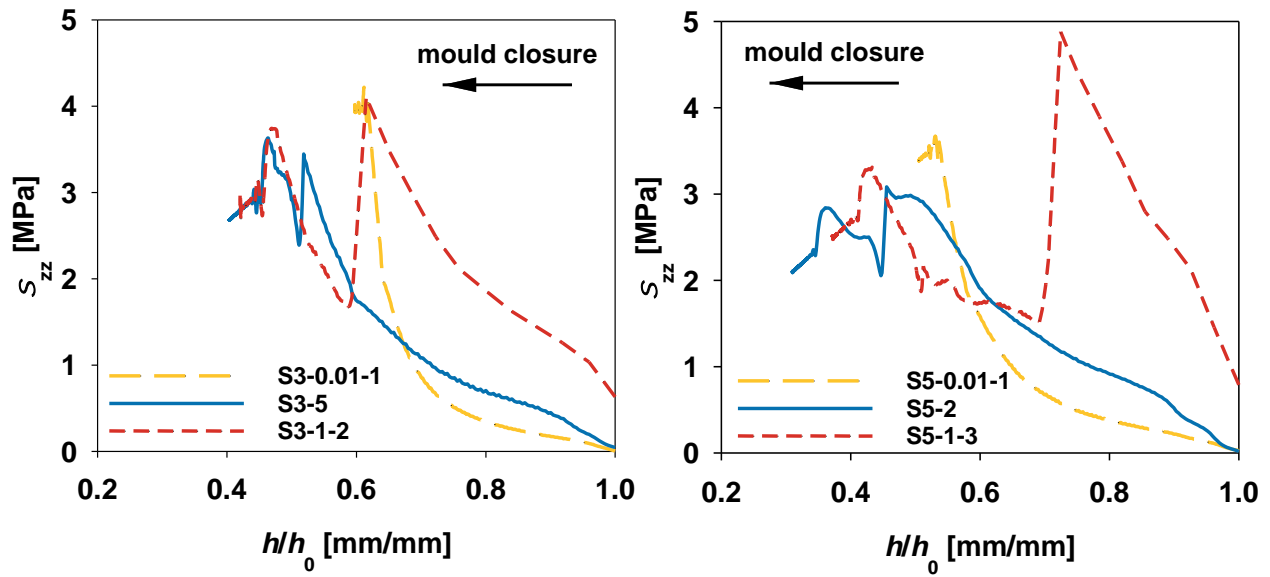 5
4
3
2
1
0
S_zz [MPa]
mould closure
S3-0.01-1
S3-5
S3-1-2
0.2
0.4
0.6
0.8
1.0
h/h_0 [mm/mm]
5
4
3
2
1
0
S_zz [MPa]
mould closure
S5-0.01-1
S5-2
S5-1-3
0.2
0.4
0.6
0.8
1.0
h/h_0 [mm/mm]